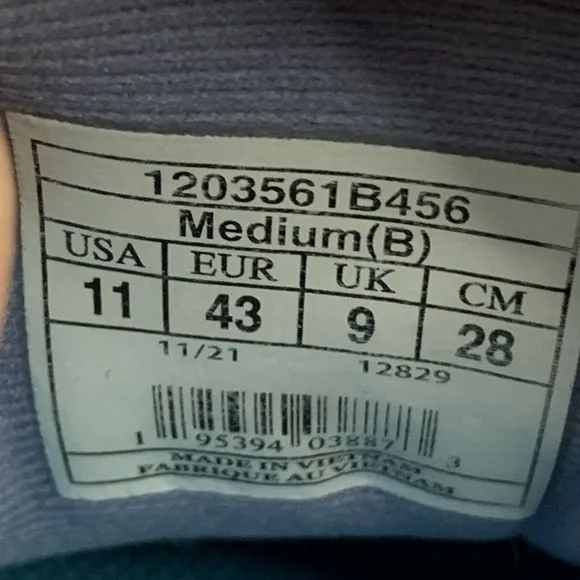 1203561B456
Medium(B)
USA EUR UK CM
11 43 9 28
11/21 12829
1 95394 03887 3
MADE IN VIETNAM
FABRIQUE AU VIETNAM